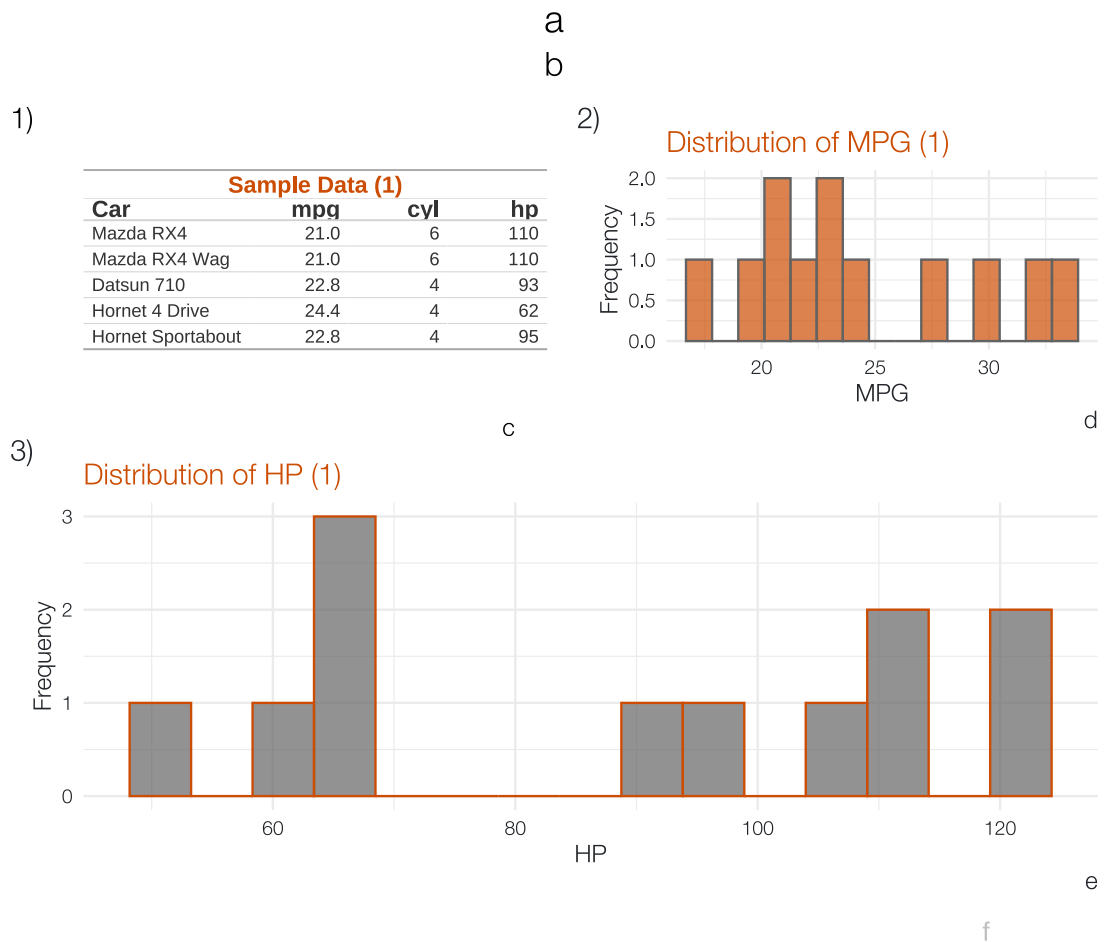 a
b
1)
Sample Data (1)
Car mpg cyl hp
Mazda RX4 21.0 6 110
Mazda RX4 Wag 21.0 6 110
Datsun 710 22.8 4 93
Hornet 4 Drive 24.4 4 62
Hornet Sportabout 22.8 4 95
c
2)
Distribution of MPG (1)
Frequency
2.0
1.5
1.0
0.5
0.0
20 25 30
MPG
d
3)
Distribution of HP (1)
Frequency
3
2
1
0
60 80 100 120
HP
e
f